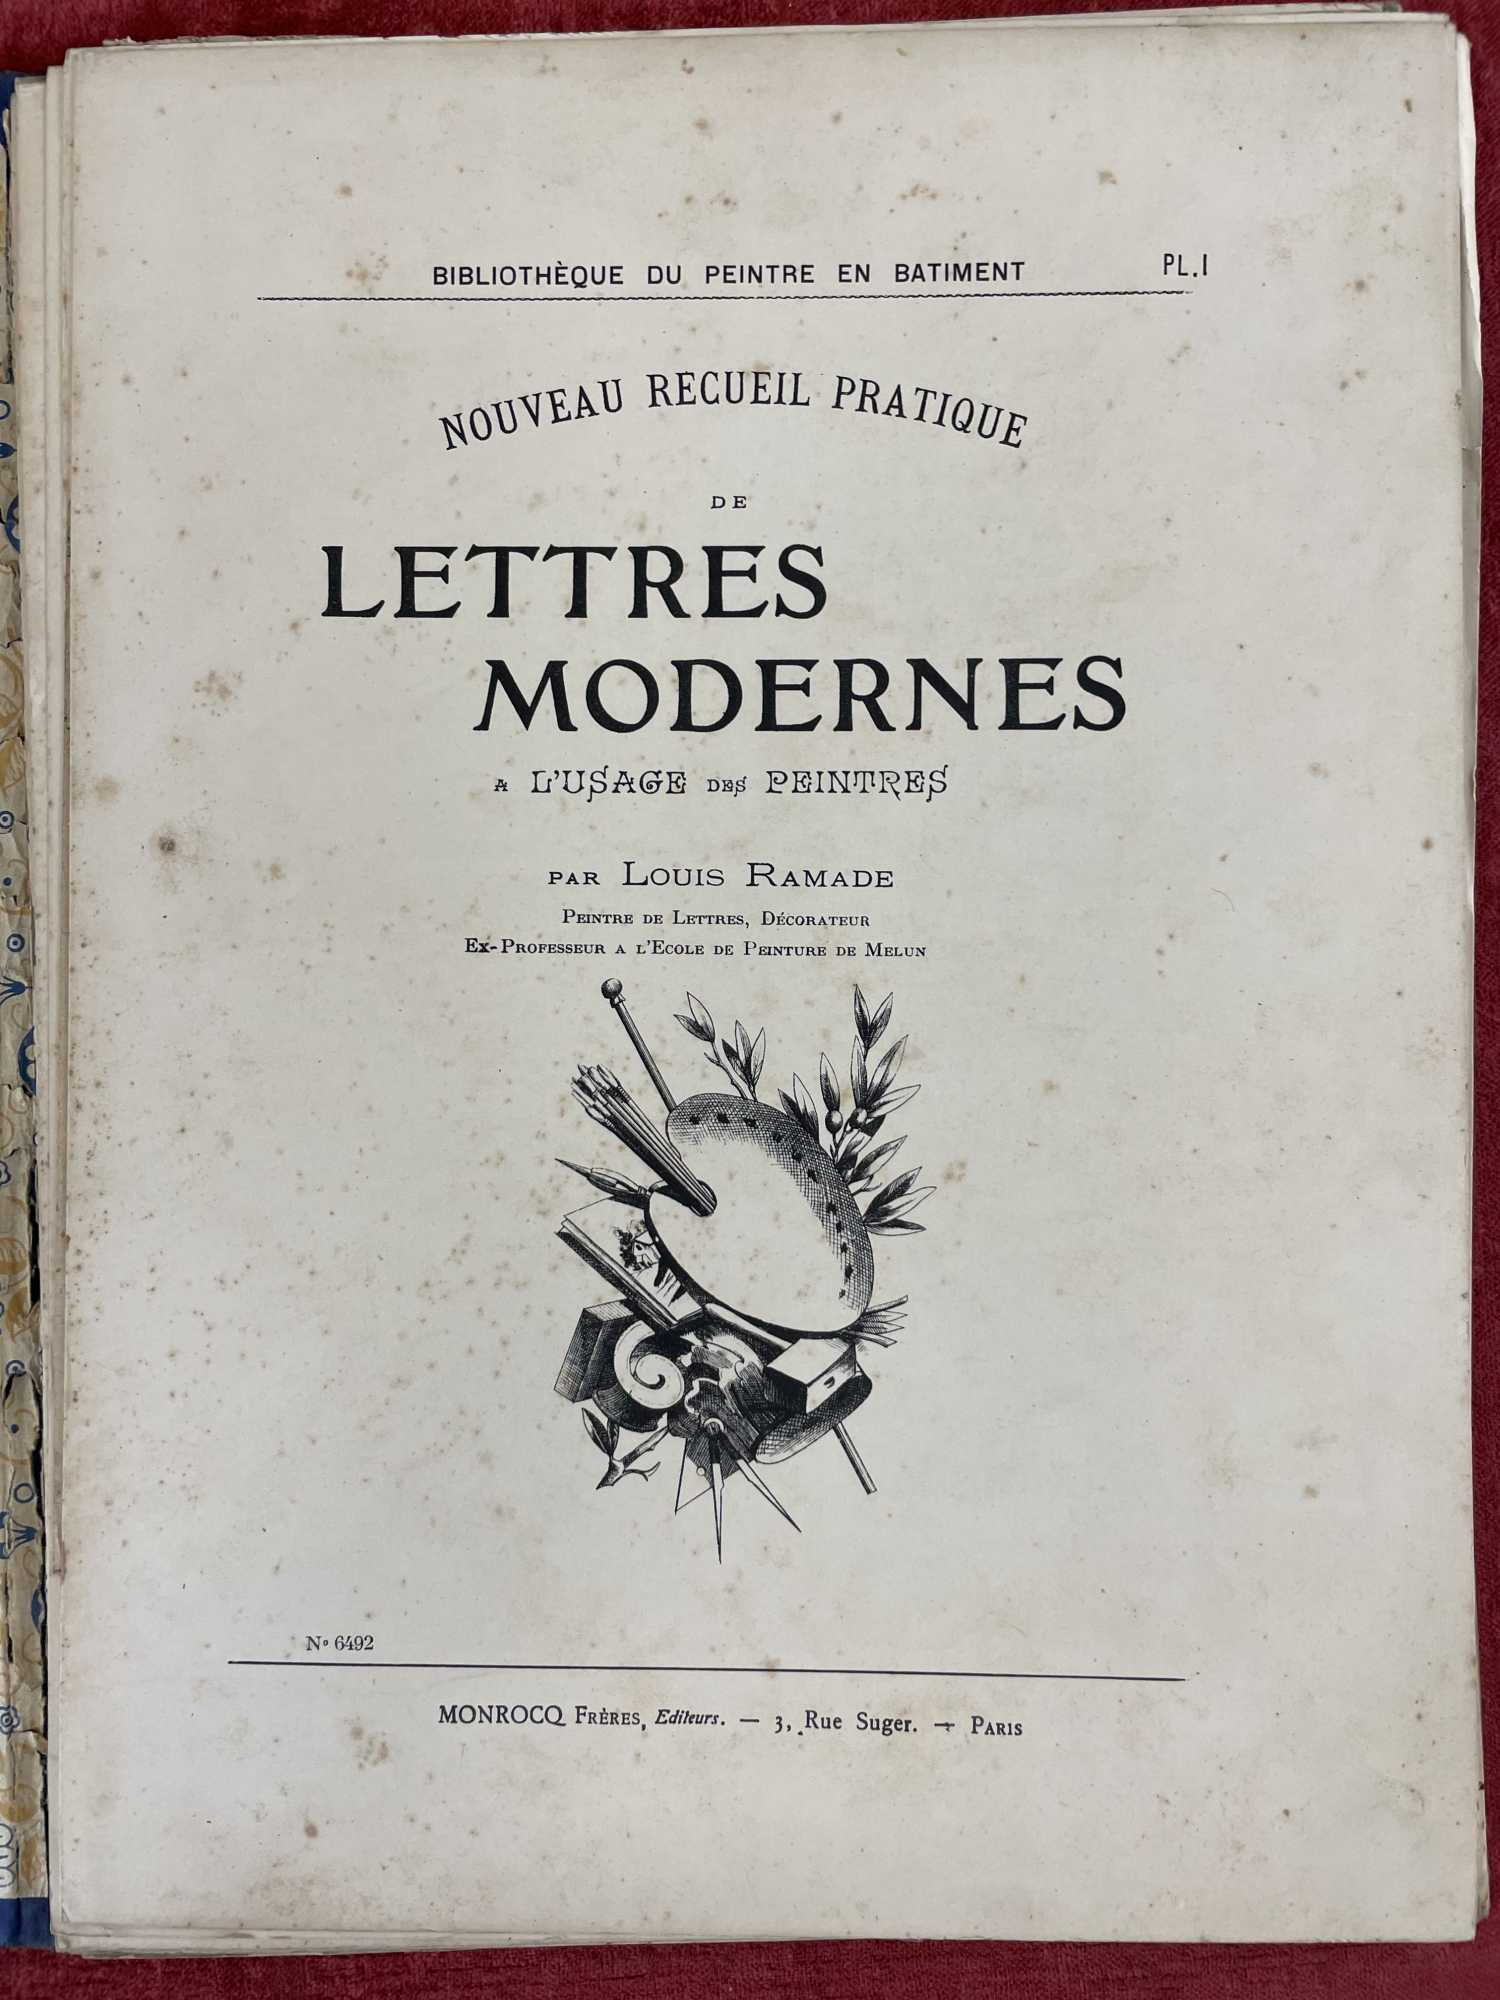 BIBLIOTHÈQUE DU PEINTRE EN BATIMENT PL.I
NOUVEAU RECUEIL PRATIQUE
DE
LETTRES
MODERNES
A L'USAGE DES PEINTRES
PAR LOUIS RAMADE
PEINTRE DE LETTRES, DÉCORATEUR
EX-PROFESSEUR A L'ECOLE DE PEINTURE DE MELUN
Nº 6492
MONROCQ FRÈRES, Editeurs. — 3, Rue Suger. — PARIS